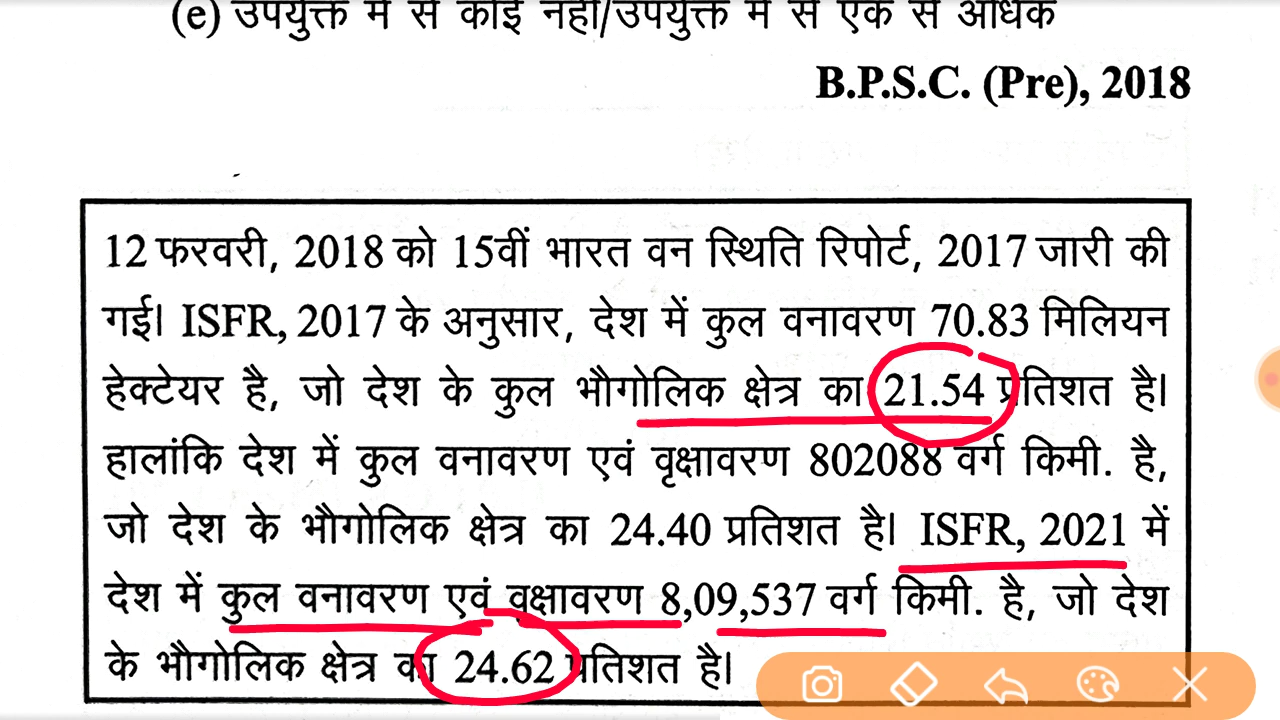 (e) उपर्युक्त में से कोई नहीं/उपर्युक्त में से एक से अधिक
B.P.S.C. (Pre), 2018
12 फरवरी, 2018 को 15वीं भारत वन स्थिति रिपोर्ट, 2017 जारी की
गई। ISFR, 2017 के अनुसार, देश में कुल वनावरण 70.83 मिलियन
हेक्टेयर है, जो देश के कुल भौगोलिक क्षेत्र का 21.54 प्रतिशत है।
हालांकि देश में कुल वनावरण एवं वृक्षावरण 802088 वर्ग किमी. है,
जो देश के भौगोलिक क्षेत्र का 24.40 प्रतिशत है। ISFR, 2021 में
देश में कुल वनावरण एवं वृक्षावरण 8,09,537 वर्ग किमी. है, जो देश
के भौगोलिक क्षेत्र का 24.62 प्रतिशत है।